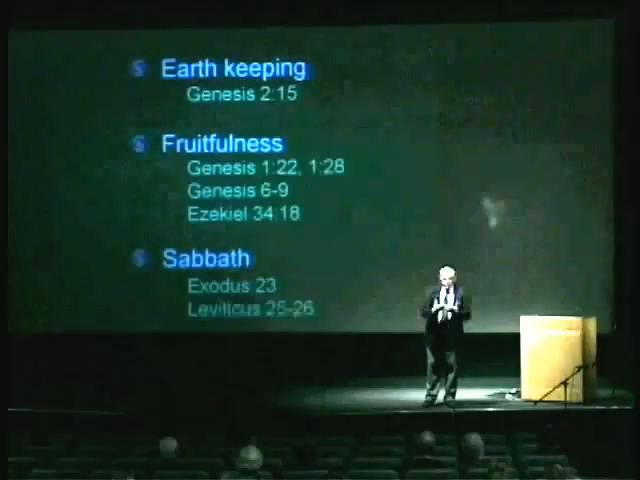 Earth keeping
Genesis 2:15
Fruitfulness
Genesis 1:22, 1:28
Genesis 6-9
Ezekiel 34:18
Sabbath
Exodus 23
Leviticus 25-26